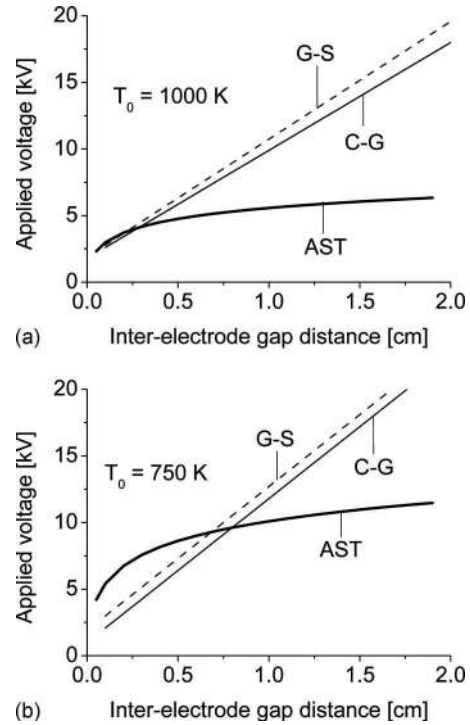 20
15
10
5
0
Applied voltage [kV]
T0 = 1000 K
G-S
C-G
AST
0.0 0.5 1.0 1.5 2.0
(a) Inter-electrode gap distance [cm]
20
15
10
5
0
Applied voltage [kV]
T0 = 750 K
G-S
C-G
AST
0.0 0.5 1.0 1.5 2.0
(b) Inter-electrode gap distance [cm]